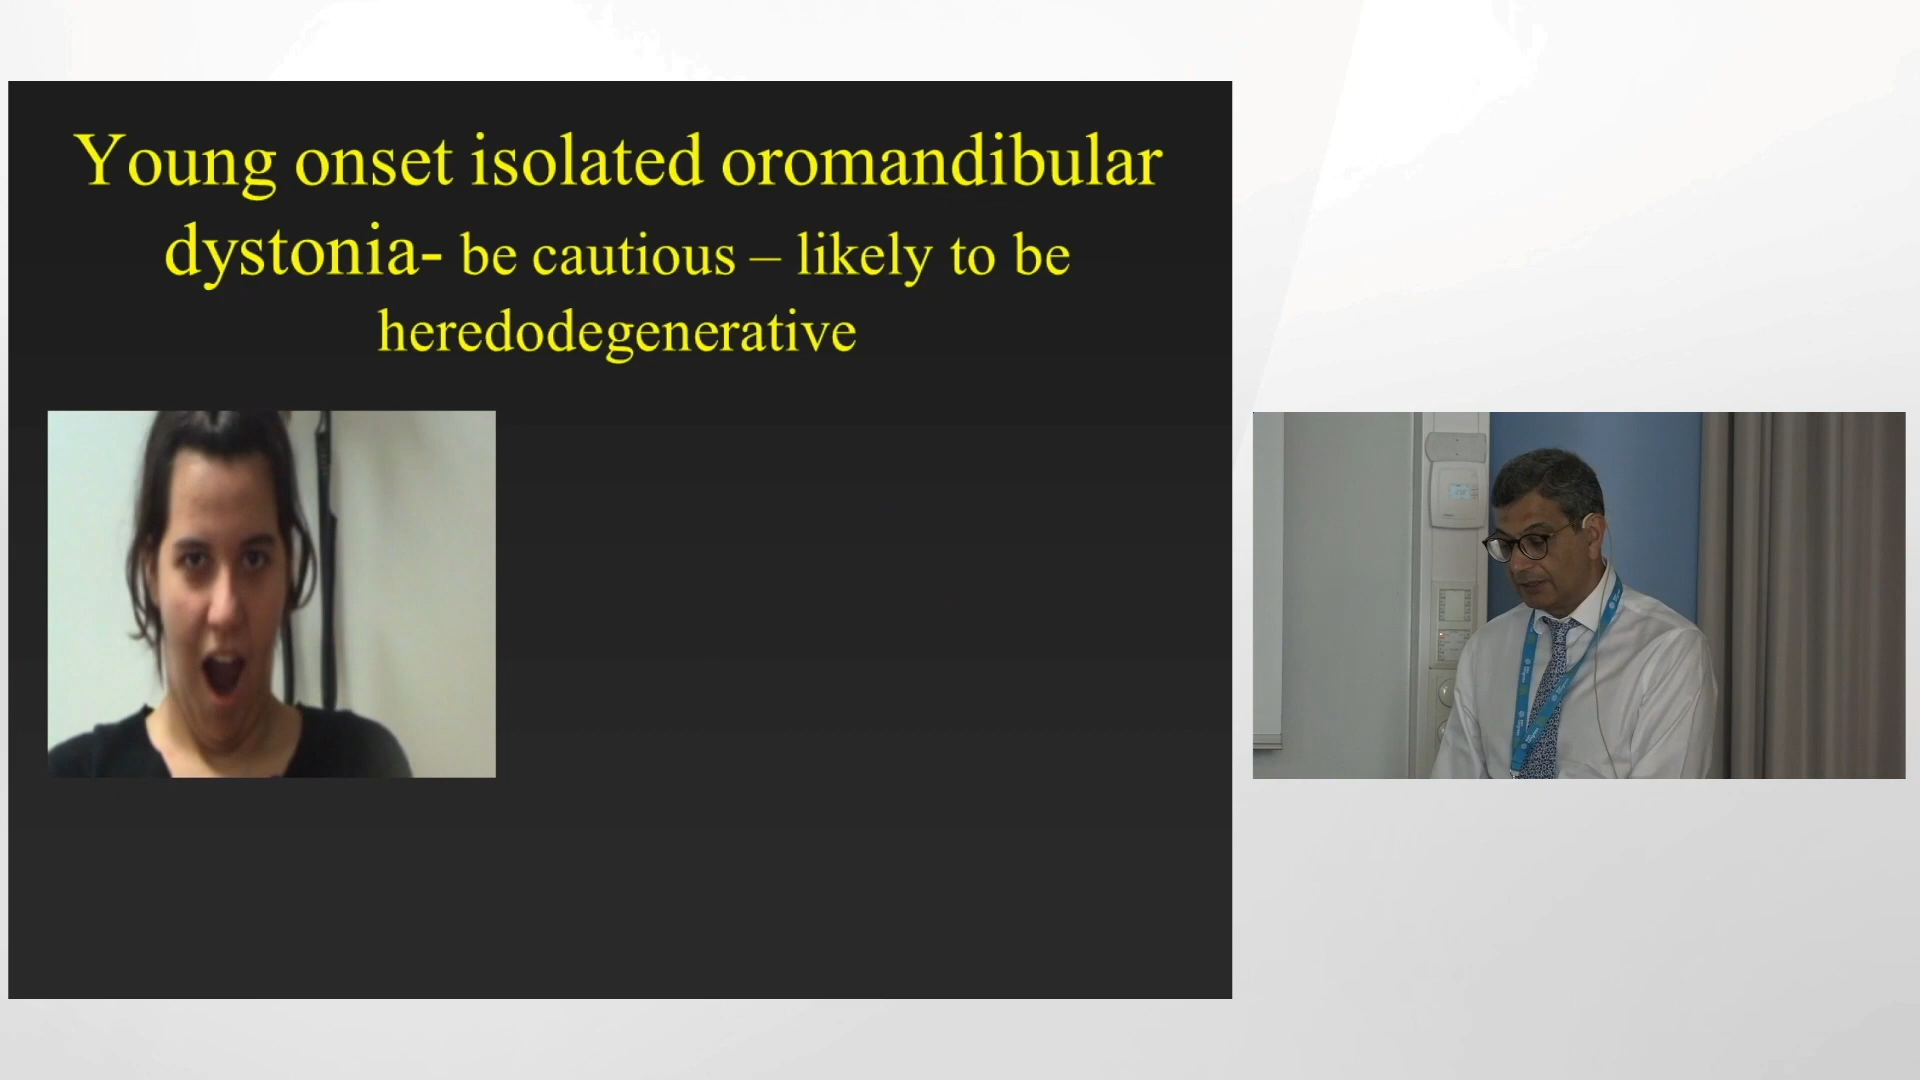 Young onset isolated oromandibular
dystonia- be cautious – likely to be
heredodegenerative